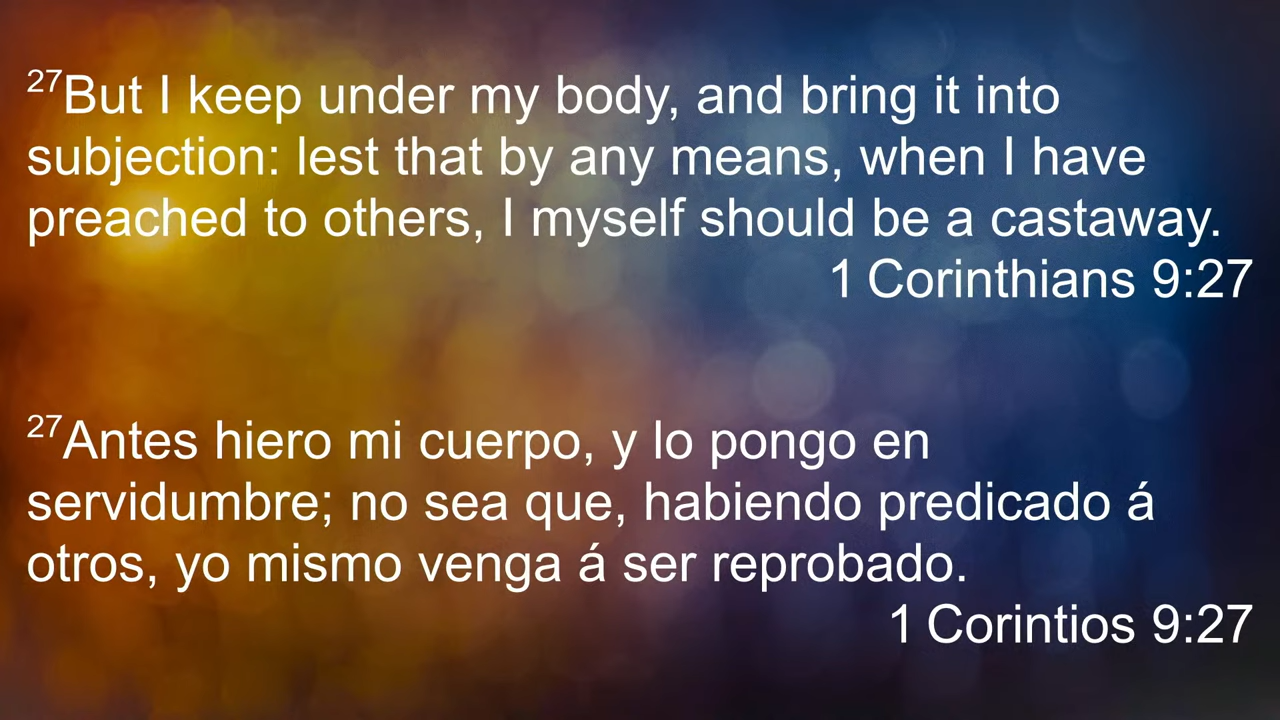 27But I keep under my body, and bring it into
subjection: lest that by any means, when I have
preached to others, I myself should be a castaway.
1 Corinthians 9:27
27Antes hiero mi cuerpo, y lo pongo en
servidumbre; no sea que, habiendo predicado á
otros, yo mismo venga á ser reprobado.
1 Corintios 9:27